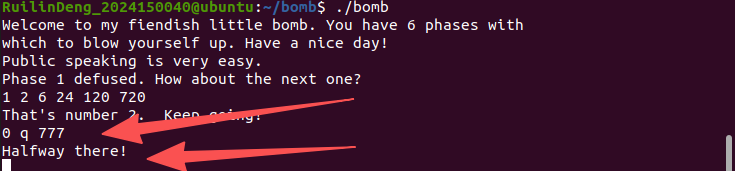 RuilinDeng_2024150040@ubuntu:~/bomb$ ./bomb
Welcome to my fiendish little bomb. You have 6 phases with
which to blow yourself up. Have a nice day!
Public speaking is very easy.
Phase 1 defused. How about the next one?
1 2 6 24 120 720
That's number 2.  Keep going!
0 q 777
Halfway there!